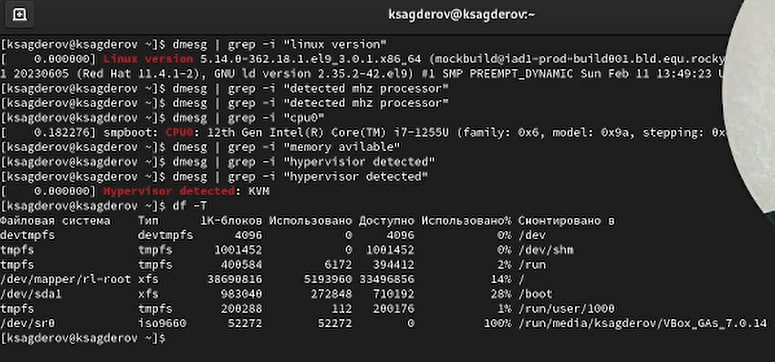 ksagderov@ksagderov:~
[ksagderov@ksagderov ~]$ dmesg | grep -i "linux version"
[    0.000000] Linux version 5.14.0-362.18.1.el9_3.0.1.x86_64 (mockbuild@iad1-prod-build001.bld.equ.rocky
1 20230605 (Red Hat 11.4.1-2), GNU ld version 2.35.2-42.el9) #1 SMP PREEMPT_DYNAMIC Sun Feb 11 13:49:23 U
[ksagderov@ksagderov ~]$ dmesg | grep -i "detected mhz processor"
[ksagderov@ksagderov ~]$ dmesg | grep -i "detected mhz processor"
[ksagderov@ksagderov ~]$ dmesg | grep -i "cpu0"
[    0.182276] smpboot: CPU0: 12th Gen Intel(R) Core(TM) i7-1255U (family: 0x6, model: 0x9a, stepping: 0x
[ksagderov@ksagderov ~]$ dmesg | grep -i "memory avilable"
[ksagderov@ksagderov ~]$ dmesg | grep -i "hypervisior detected"
[ksagderov@ksagderov ~]$ dmesg | grep -i "hypervisor detected"
[    0.000000] Hypervisor detected: KVM
[ksagderov@ksagderov ~]$ df -T
Файловая система    Тип      1K-блоков Использовано Доступно Использовано% Cмонтировано в
devtmpfs            devtmpfs      4096            0     4096            0% /dev
tmpfs               tmpfs      1001452            0  1001452            0% /dev/shm
tmpfs               tmpfs       400584         6172   394412            2% /run
/dev/mapper/rl-root xfs       38690816      5193960 33496856           14% /
/dev/sda1           xfs         983040       272848   710192           28% /boot
tmpfs               tmpfs       200288          112   200176            1% /run/user/1000
/dev/sr0            iso9660      52272        52272        0          100% /run/media/ksagderov/VBox_GAs_7.0.14
[ksagderov@ksagderov ~]$